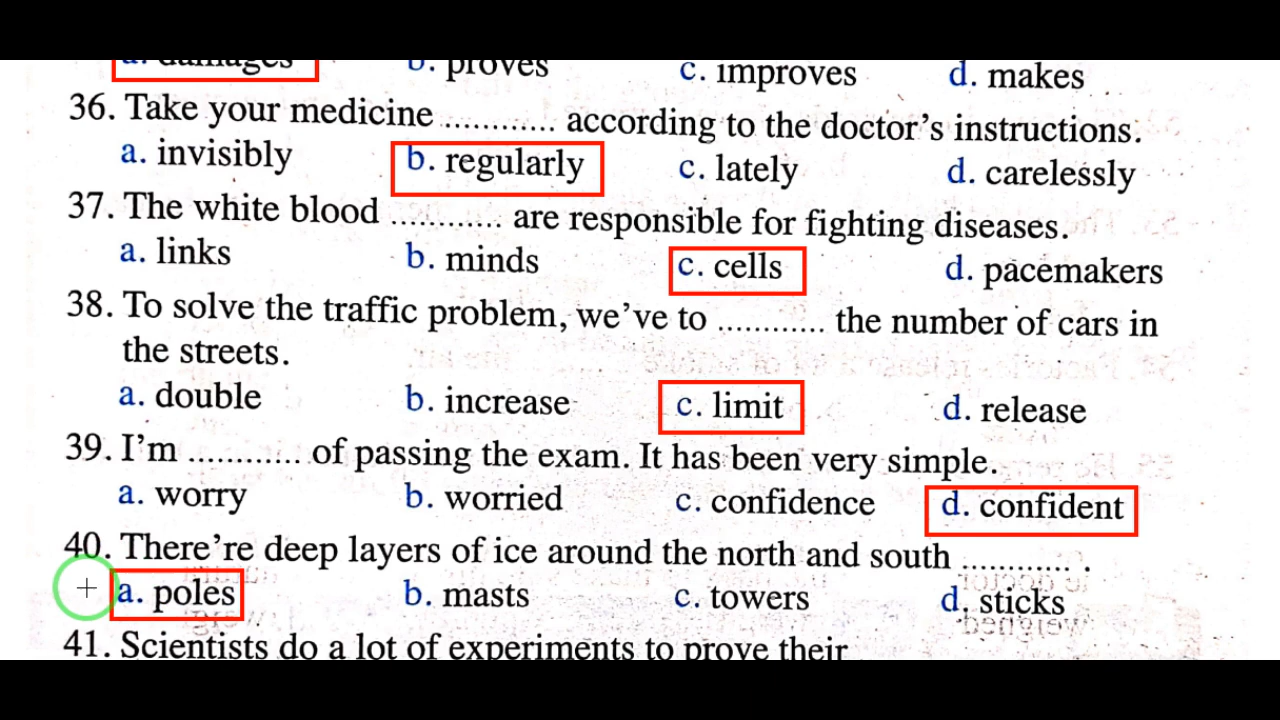 a. damages b. proves c. improves d. makes
36. Take your medicine ............ according to the doctor's instructions.
a. invisibly b. regularly c. lately d. carelessly
37. The white blood ............ are responsible for fighting diseases.
a. links b. minds c. cells d. pacemakers
38. To solve the traffic problem, we've to ............ the number of cars in
the streets.
a. double b. increase c. limit d. release
39. I'm ............ of passing the exam. It has been very simple.
a. worry b. worried c. confidence d. confident
40. There're deep layers of ice around the north and south ............ .
a. poles b. masts c. towers d. sticks
41. Scientists do a lot of experiments to prove their